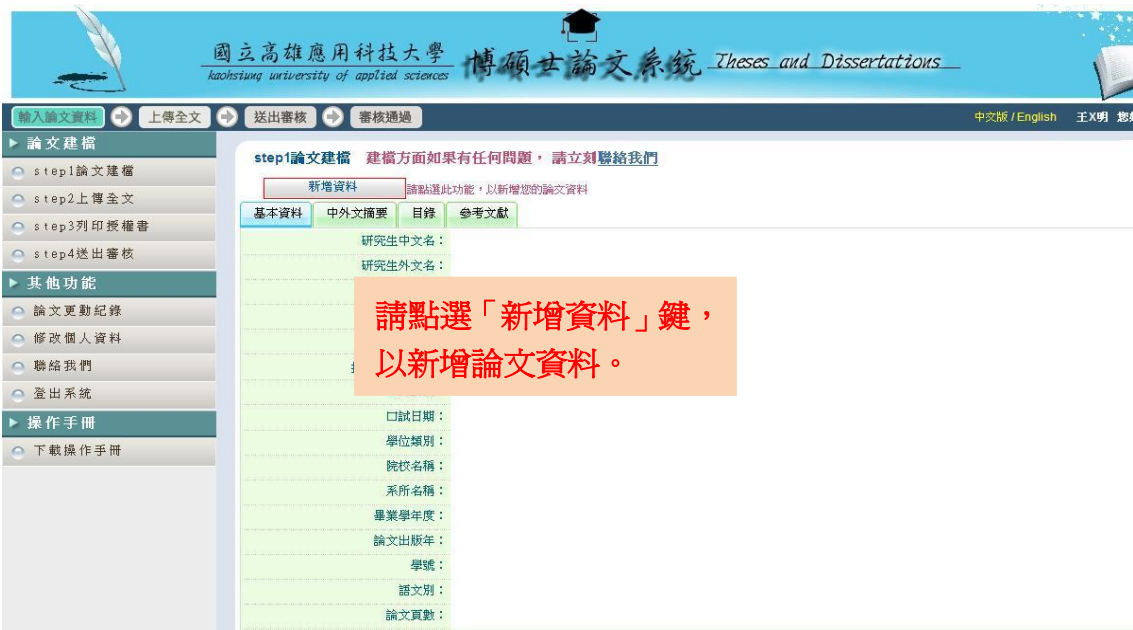 國立高雄應用科技大學
kaohsiung university of applied sciences
博碩士論文系統 Theses and Dissertations
輸入論文資料 上傳全文 送出審核 審核通過
中文版 / English 王X明
論文建檔
step1論文建檔
step2上傳全文
step3列印授權書
step4送出審核
其他功能
論文更動紀錄
修改個人資料
聯絡我們
登出系統
操作手冊
下載操作手冊
step1論文建檔 建檔方面如果有任何問題, 請立刻聯絡我們
新增資料 請點選此功能,以新增您的論文資料
基本資料 中外文摘要 目錄 參考文獻
研究生中文名:
研究生外文名:
請點選「新增資料」鍵,
以新增論文資料。
口試日期:
學位類別:
院校名稱:
系所名稱:
畢業學年度:
論文出版年:
學號:
語文別:
論文頁數: